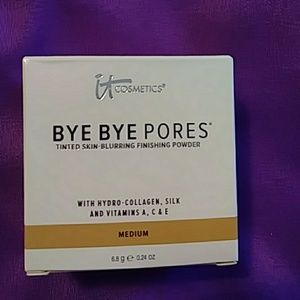 it
COSMETICS®
BYE BYE PORES®
TINTED SKIN-BLURRING FINISHING POWDER
WITH HYDRO-COLLAGEN, SILK
AND VITAMINS A, C & E
MEDIUM
6.8 g ℮ 0.24 OZ